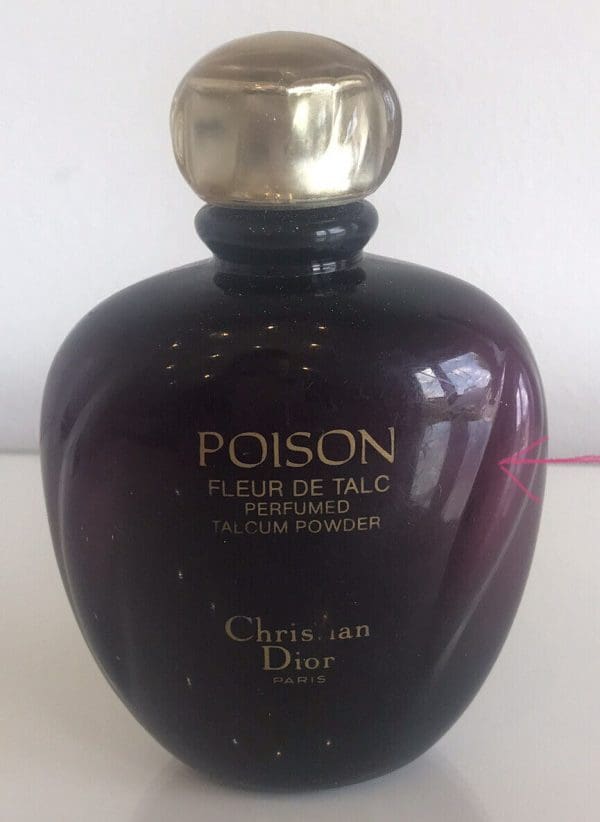 POISON
FLEUR DE TALC
PERFUMED
TALCUM POWDER
Christian
Dior
PARIS